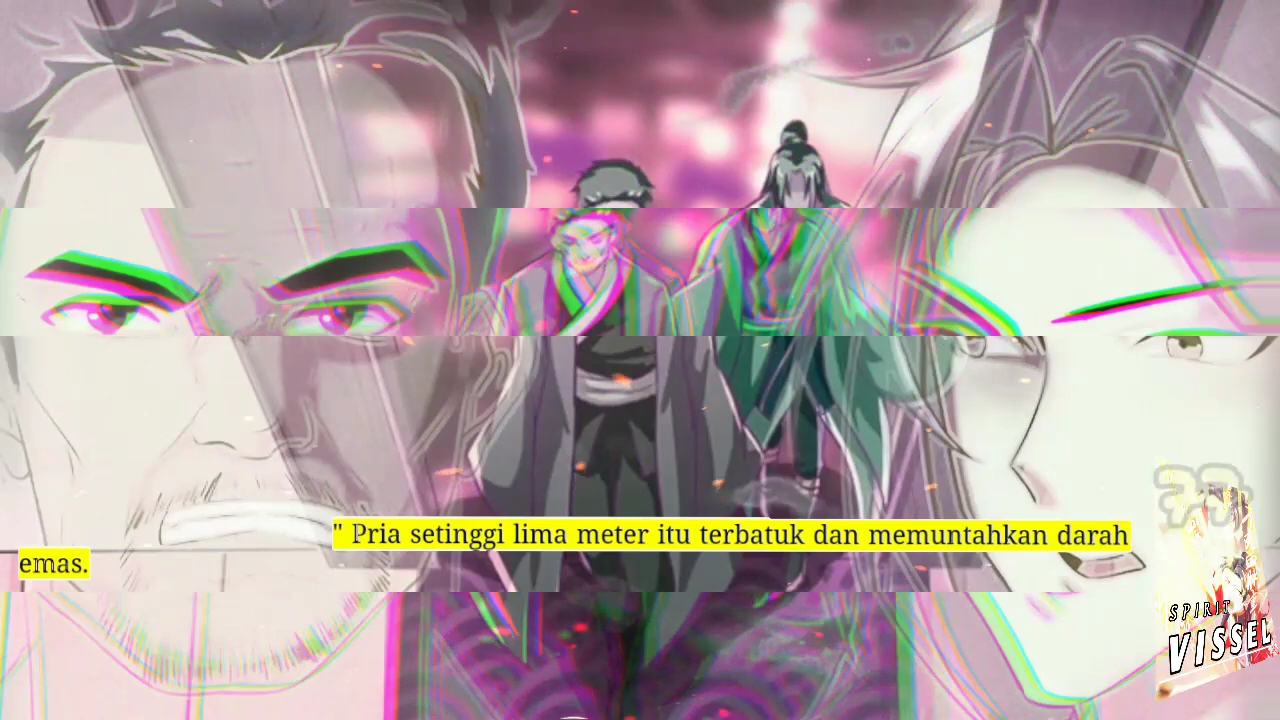 " Pria setinggi lima meter itu terbatuk dan memuntahkan darah
emas.
SPIRIT
VISSEL